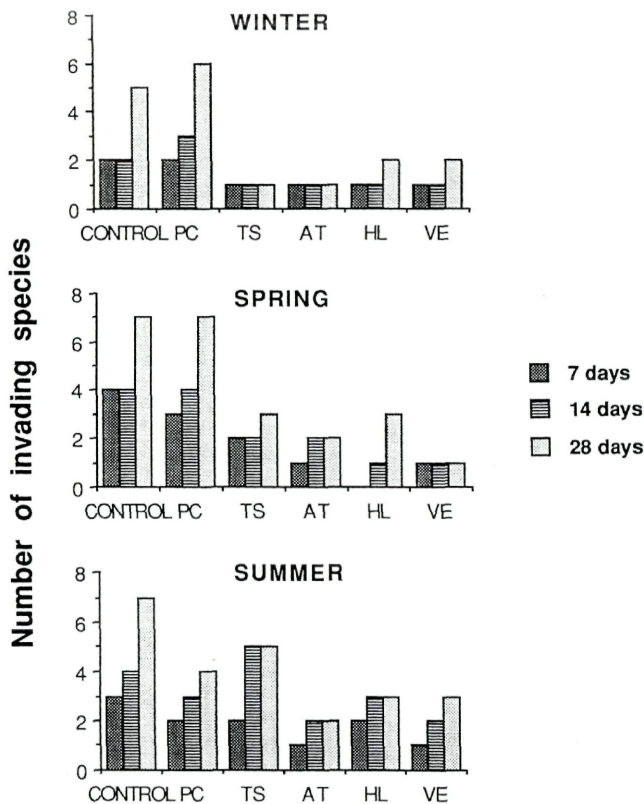 WINTER
8
6
4
2
0
CONTROL PC TS AT HL VE
SPRING
8
6
4
2
0
CONTROL PC TS AT HL VE
SUMMER
8
6
4
2
0
CONTROL PC TS AT HL VE
Number of invading species
7 days
14 days
28 days